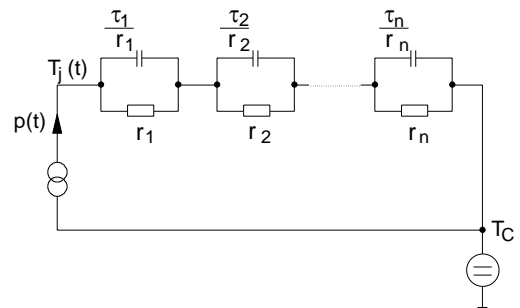 τ1 τ2 τn
r1 r2 rn
Tj (t)
r1 r2 rn
p(t)
TC